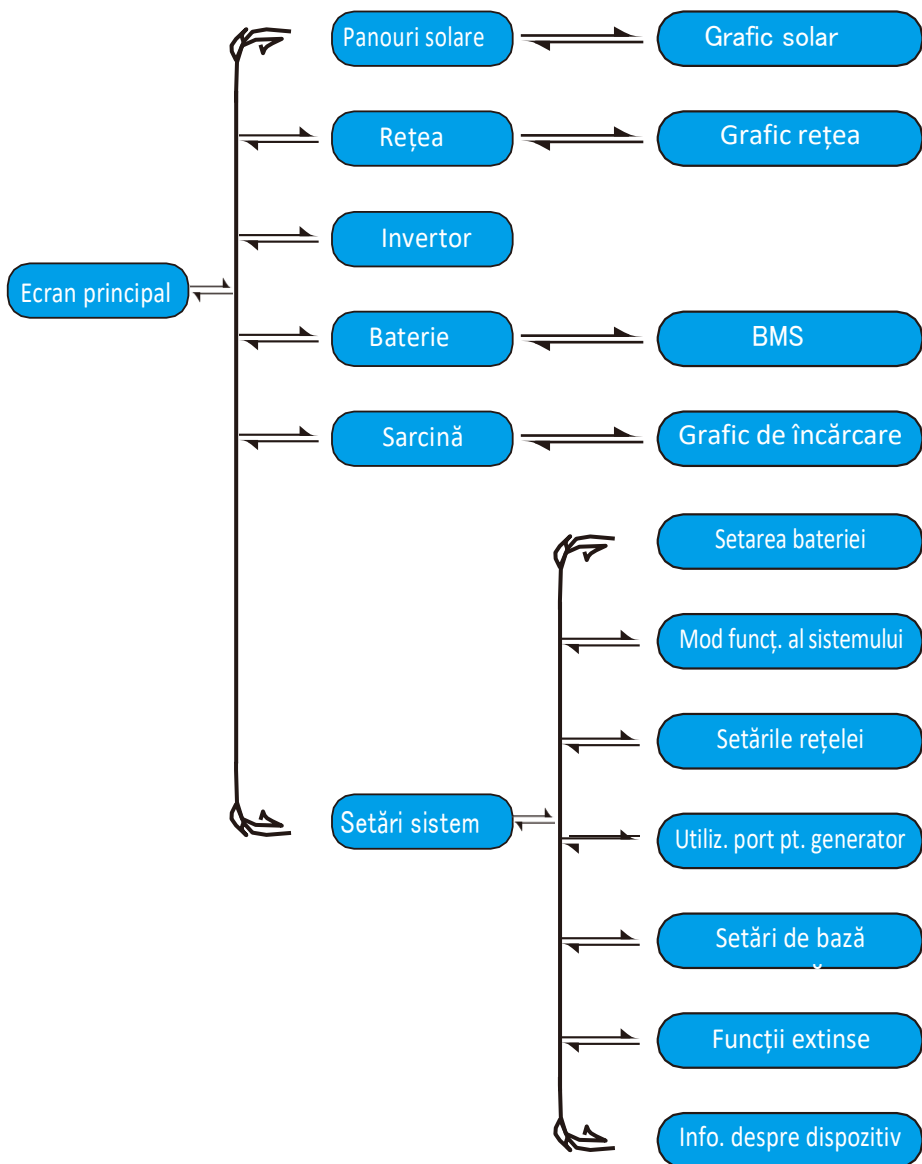 Panouri solare
Grafic solar
Rețea
Grafic rețea
Invertor
Ecran principal
Baterie
BMS
Sarcină
Grafic de încărcare
Setarea bateriei
Mod funcț. al sistemului
Setările rețelei
Setări sistem
Utiliz. port pt. generator
Setări de bază
Funcții extinse
Info. despre dispozitiv